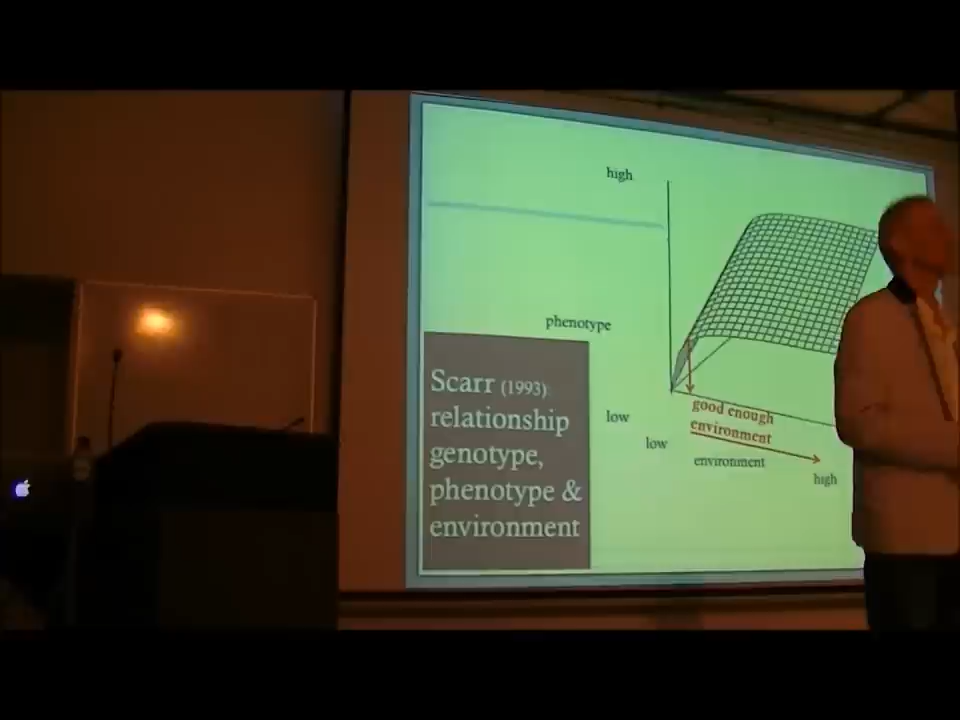 high
phenotype
Scarr (1993)
relationship
genotype,
phenotype &
environment
low
low
good enough
environment
environment
high